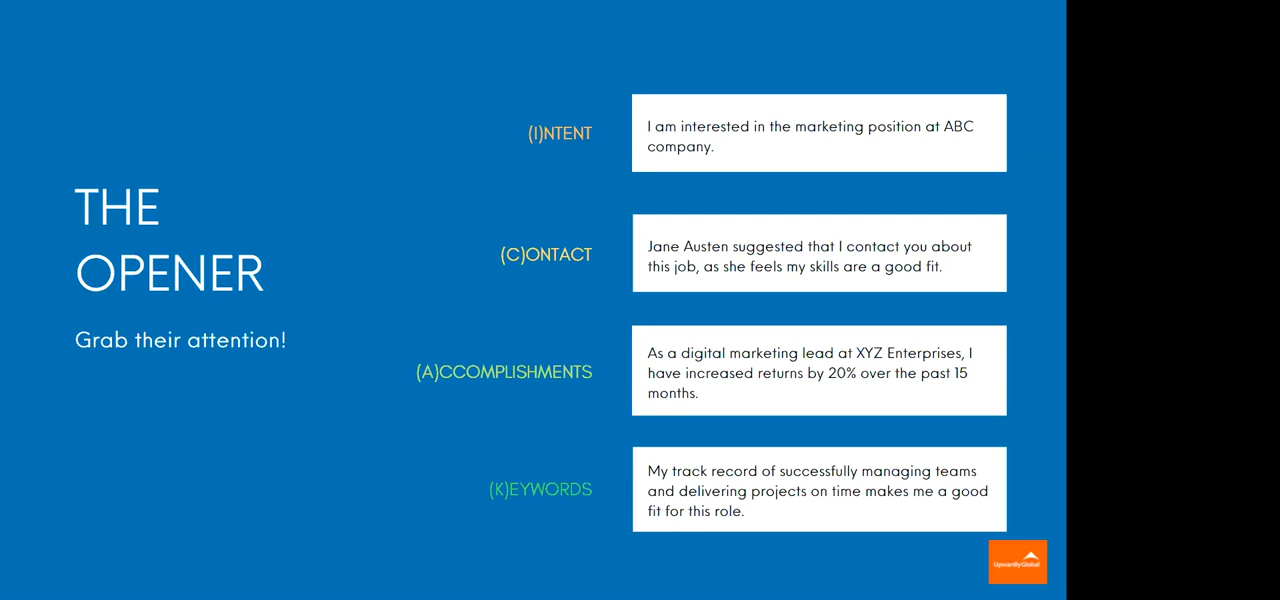 THE
OPENER
Grab their attention!
(I)NTENT
I am interested in the marketing position at ABC
company.
(C)ONTACT
Jane Austen suggested that I contact you about
this job, as she feels my skills are a good fit.
(A)CCOMPLISHMENTS
As a digital marketing lead at XYZ Enterprises, I
have increased returns by 20% over the past 15
months.
(K)EYWORDS
My track record of successfully managing teams
and delivering projects on time makes me a good
fit for this role.
UpwardlyGlobal